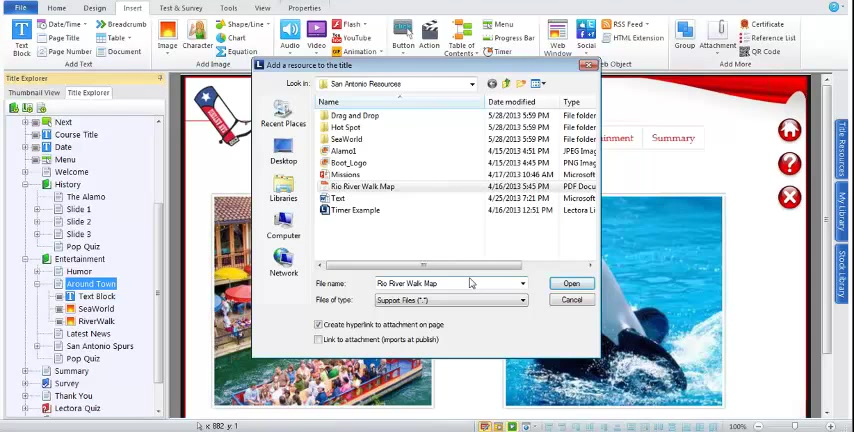 File Home Design Insert Test & Survey Tools View
Text Block
Date/Time
Page Title
Page Number
Breadcrumb
Table
Document
Add Text
Image
Character
Shape/Line
Chart
Equation
Add Image
Audio
Video
Flash
YouTube
Animation
Button
Action
Table of Contents
Menu
Progress Bar
Timer
Web Window
Social
RSS Feed
HTML Extension
Web Object
Group
Attachment
Certificate
Reference List
QR Code
Title Explorer
Thumbnail View Title Explorer
Next
Course Title
Date
Menu
Welcome
History
The Alamo
Slide 1
Slide 2
Slide 3
Pop Quiz
Entertainment
Humor
Around Town
Text Block
SeaWorld
RiverWalk
Latest News
San Antonio Spurs
Pop Quiz
Summary
Survey
Thank You
Lectora Quiz
Add a resource to the title
Look in: San Antonio Resources
Recent Places
Desktop
Libraries
Computer
Network
Name Date modified Type
Drag and Drop 5/28/2013 5:59 PM File folder
Hot Spot 5/28/2013 5:59 PM File folder
SeaWorld 5/28/2013 5:59 PM File folder
Alamo1 4/15/2013 4:51 PM JPEG Imag
Boot_Logo 4/15/2013 4:45 PM PNG Imag
Missions 4/17/2013 10:46 AM Microsoft
Rio River Walk Map 4/16/2013 5:45 PM PDF Docu
Text 4/25/2013 7:21 PM Microsoft
Timer Example 4/16/2013 12:51 PM Lectora Li
File name: Rio River Walk Map Open
Files of type: Support Files (*.*) Cancel
Create hyperlink to attachment on page
Link to attachment (imports at publish)
inment Summary
Title Resources
My Library
Stock Library
x: 882 y: 1
100%